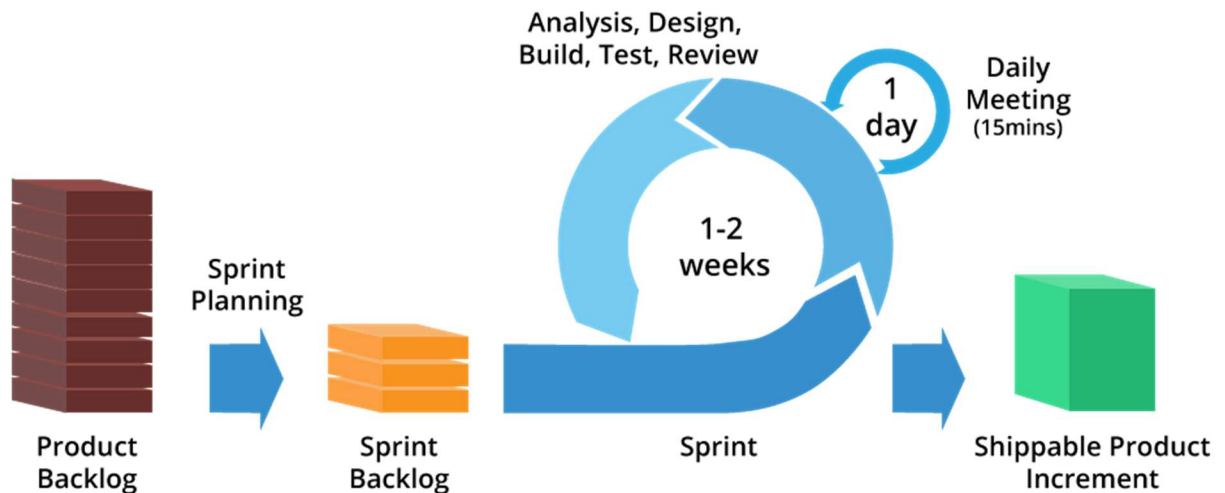 Analysis, Design,
Build, Test, Review
1
day
Daily
Meeting
(15mins)
1-2
weeks
Sprint
Planning
Product
Backlog
Sprint
Backlog
Sprint
Shippable Product
Increment